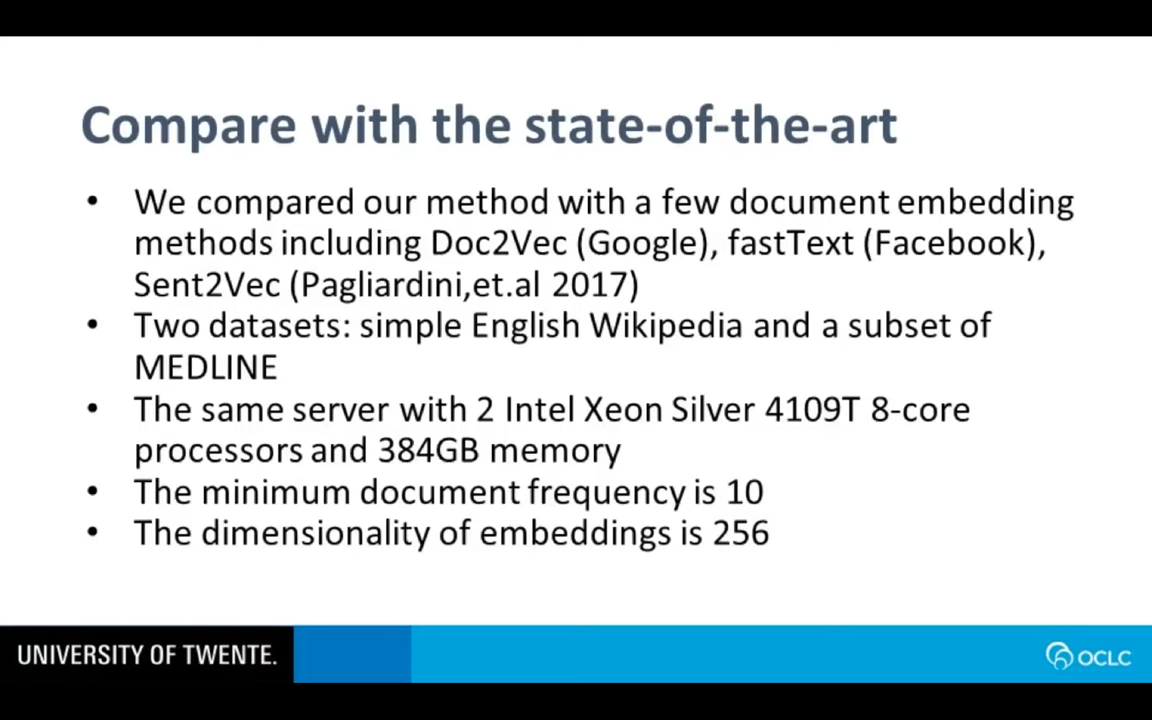 Compare with the state-of-the-art
• We compared our method with a few document embedding
methods including Doc2Vec (Google), fastText (Facebook),
Sent2Vec (Pagliardini,et.al 2017)
• Two datasets: simple English Wikipedia and a subset of
MEDLINE
• The same server with 2 Intel Xeon Silver 4109T 8-core
processors and 384GB memory
• The minimum document frequency is 10
• The dimensionality of embeddings is 256
UNIVERSITY OF TWENTE.
OCLC